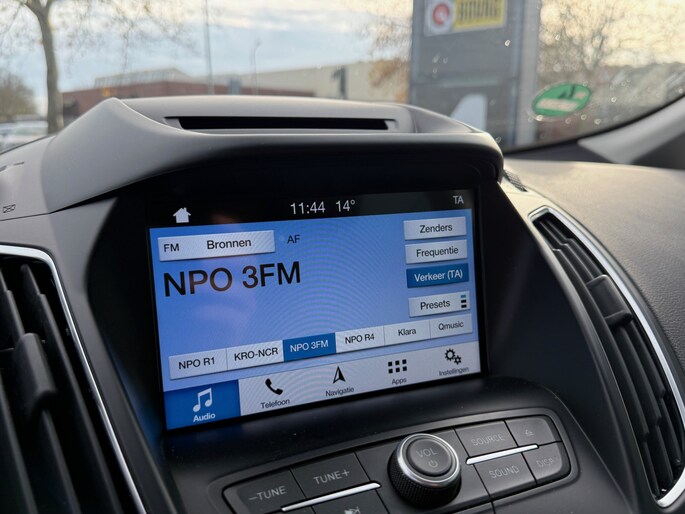 11:44 14° TA
FM Bronnen AF
NPO 3FM
Zenders
Frequentie
Verkeer (TA)
Presets
NPO R1 KRO-NCR NPO 3FM NPO R4 Klara Qmusic
Audio Telefoon Navigatie Apps Instellingen
−TUNE TUNE+ VOL SOURCE SOUND DISP